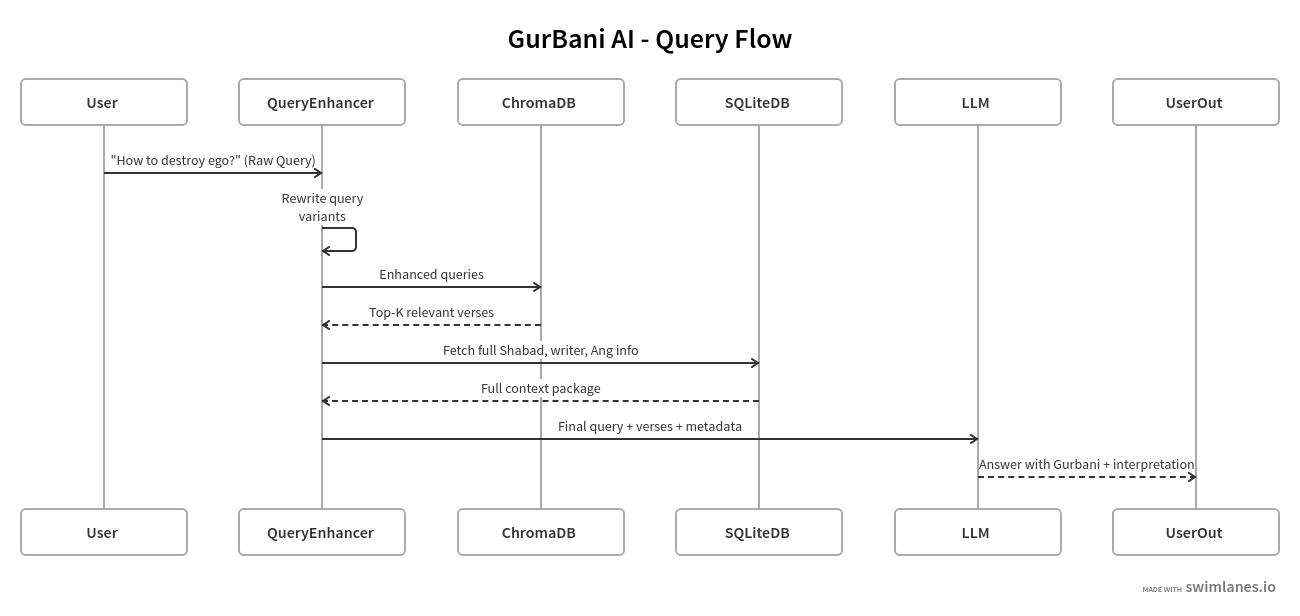 GurBani AI - Query Flow
User
QueryEnhancer
ChromaDB
SQLiteDB
LLM
UserOut
"How to destroy ego?" (Raw Query)
Rewrite query
variants
Enhanced queries
Top-K relevant verses
Fetch full Shabad, writer, Ang info
Full context package
Final query + verses + metadata
Answer with Gurbani + interpretation
User
QueryEnhancer
ChromaDB
SQLiteDB
LLM
UserOut
MADE WITH swimlanes.io